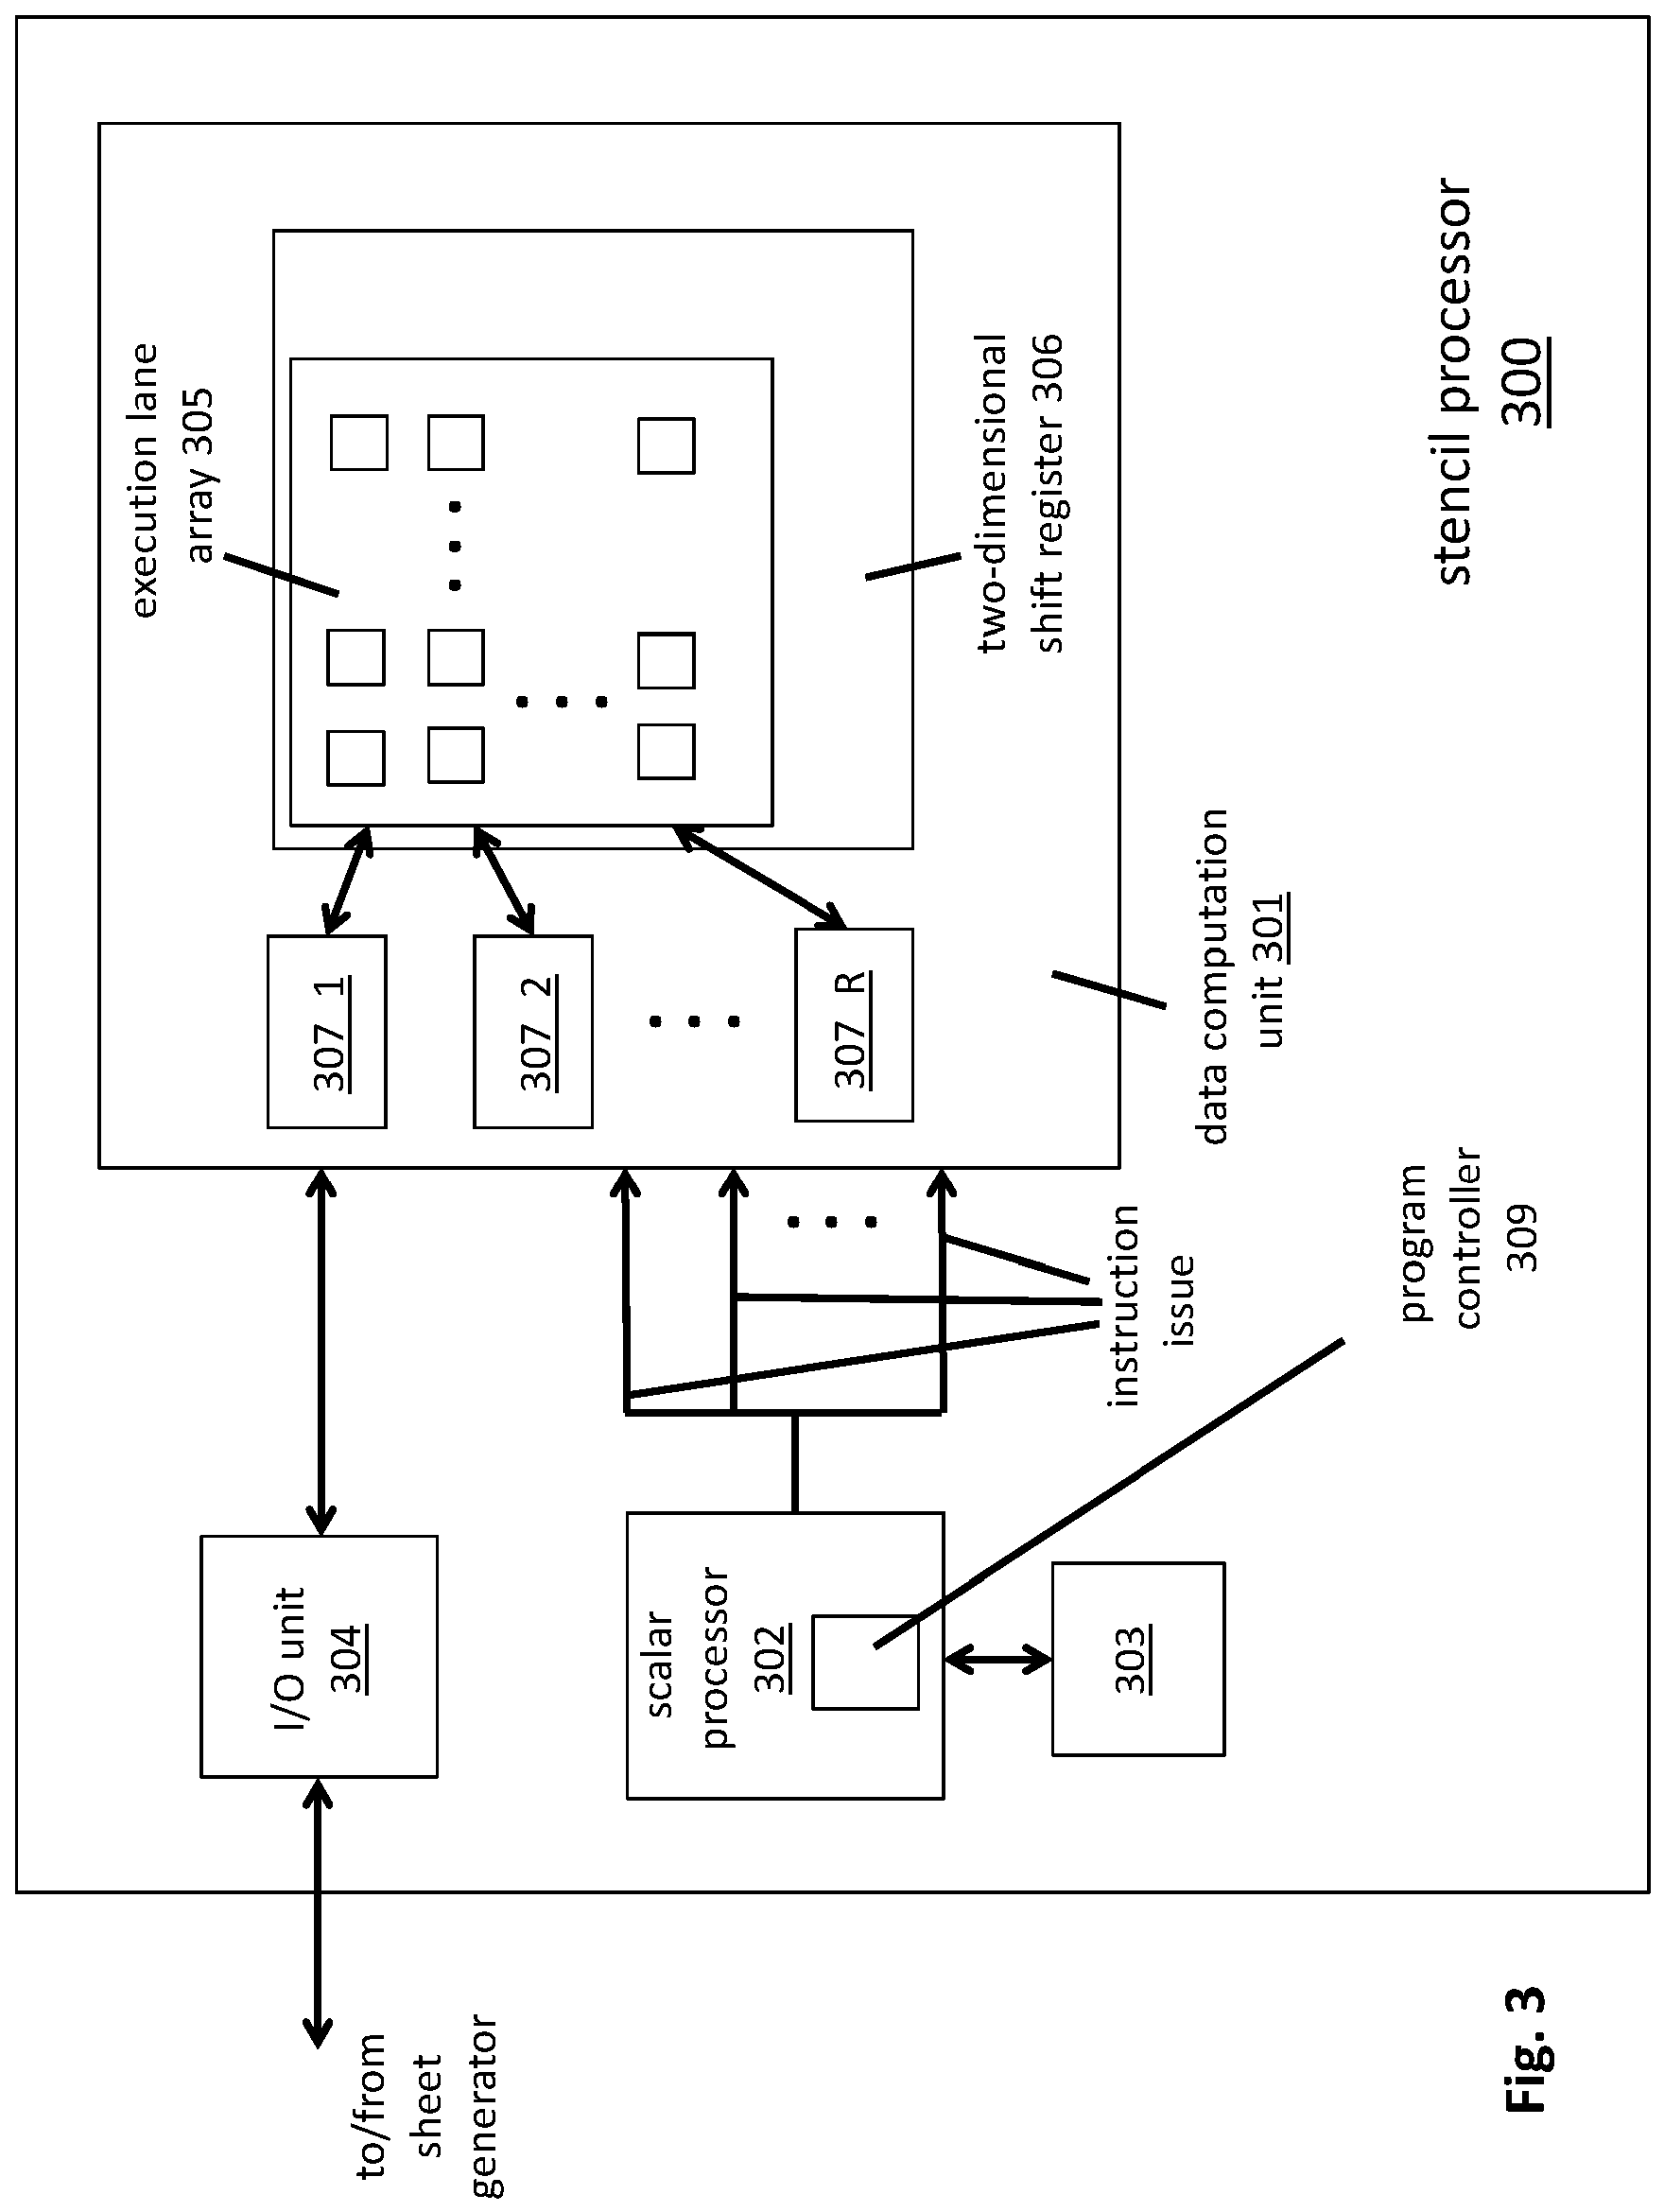 execution lane
array 305
307_1
307_2
307_R
two-dimensional
shift register 306
data computation
unit 301
stencil processor
300
to/from
sheet
generator
I/O unit
304
scalar
processor
302
303
instruction
issue
program
controller
309
Fig. 3